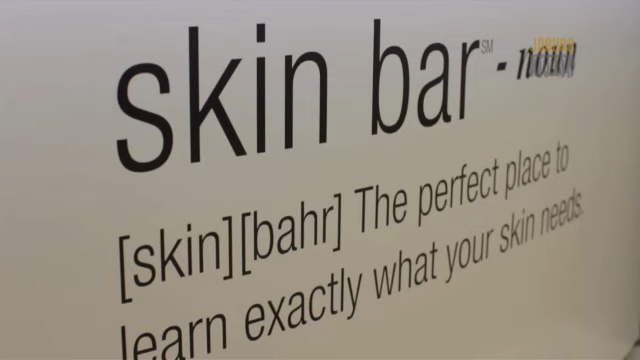 skin bar℠ - noun
[skin][bahr] The perfect place to
learn exactly what your skin needs.